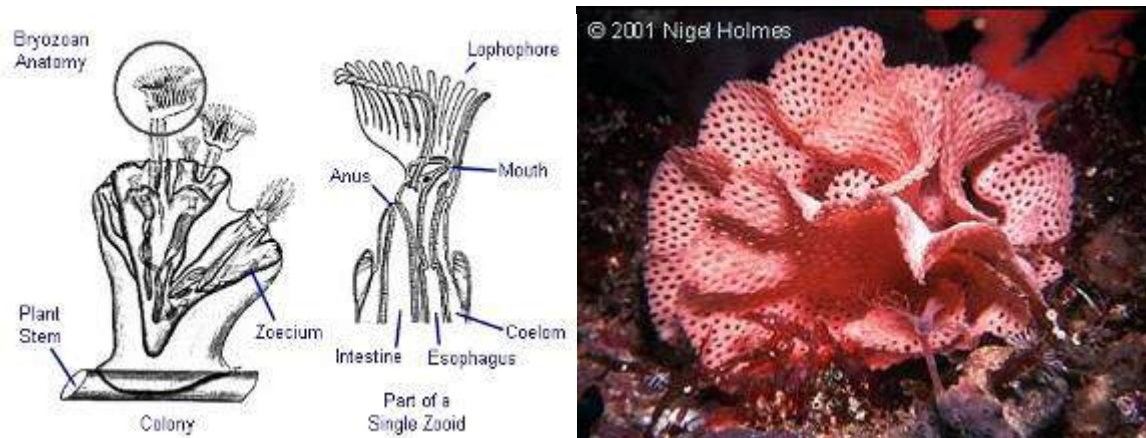 Bryozoan
Anatomy
Lophophore
Anus
Mouth
Plant
Stem
Zoecium
Intestine
Esophagus
Coelom
Colony
Part of a
Single Zooid
© 2001 Nigel Holmes